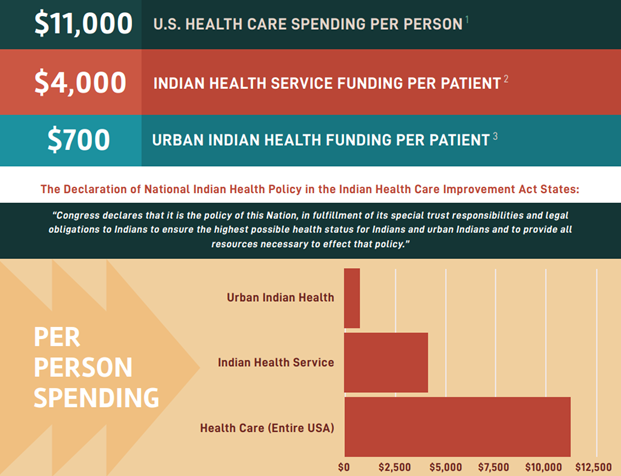 $11,000 U.S. HEALTH CARE SPENDING PER PERSON 1
$4,000 INDIAN HEALTH SERVICE FUNDING PER PATIENT 2
$700 URBAN INDIAN HEALTH FUNDING PER PATIENT 3
The Declaration of National Indian Health Policy in the Indian Health Care Improvement Act States:
"Congress declares that it is the policy of this Nation, in fulfillment of its special trust responsibilities and legal
obligations to Indians to ensure the highest possible health status for Indians and urban Indians and to provide all
resources necessary to effect that policy."
PER
PERSON
SPENDING
Urban Indian Health
Indian Health Service
Health Care (Entire USA)
$0 $2,500 $5,000 $7,500 $10,000 $12,500